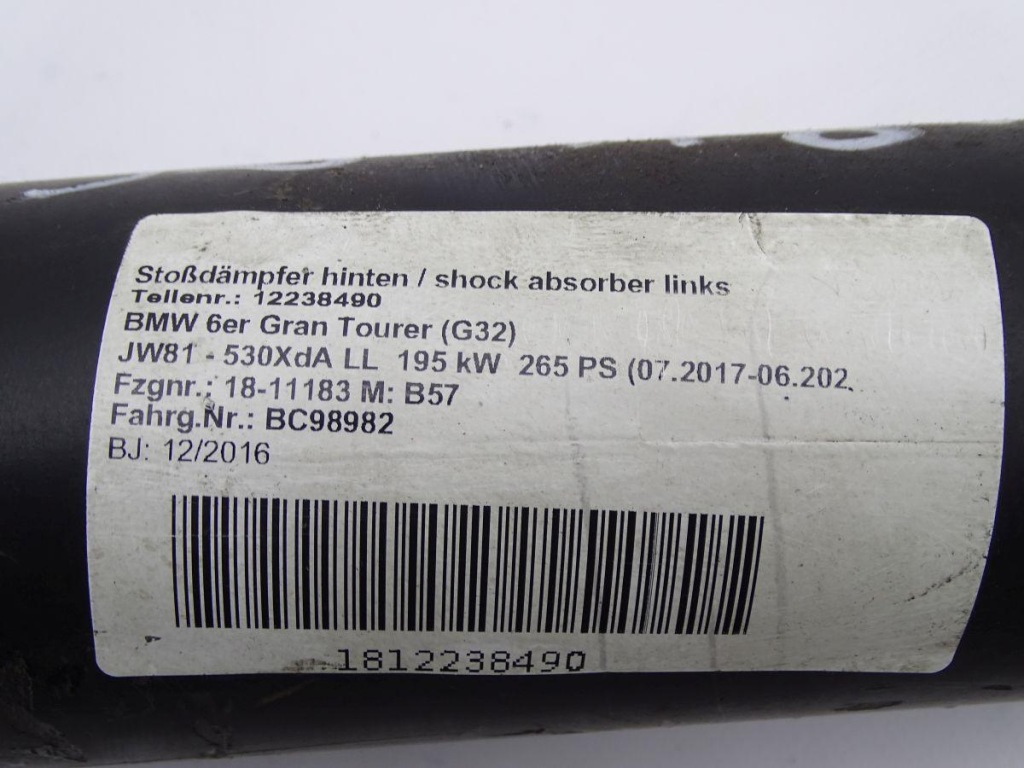 Stoßdämpfer hinten / shock absorber links
Teilenr.: 12238490
BMW 6er Gran Tourer (G32)
JW81 - 530XdA LL 195 kW 265 PS (07.2017-06.202
Fzgnr.: 18-11183 M: B57
Fahrg.Nr.: BC98982
BJ: 12/2016
1812238490